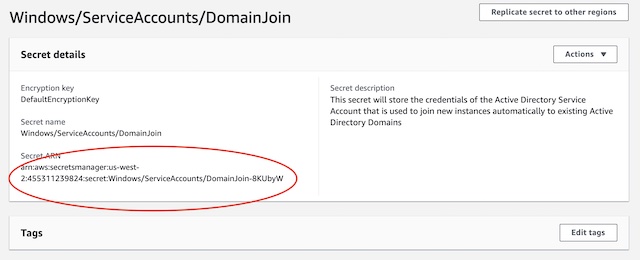 Windows/ServiceAccounts/DomainJoin
Replicate secret to other regions
Secret details
Actions
Encryption key
DefaultEncryptionKey
Secret name
Windows/ServiceAccounts/DomainJoin
Secret ARN
arn:aws:secretsmanager:us-west-
2:455311239824:secret:Windows/ServiceAccounts/DomainJoin-8KUbyW
Secret description
This secret will store the credentials of the Active Directory Service
Account that is used to join new instances automatically to existing Active
Directory Domains
Tags
Edit tags